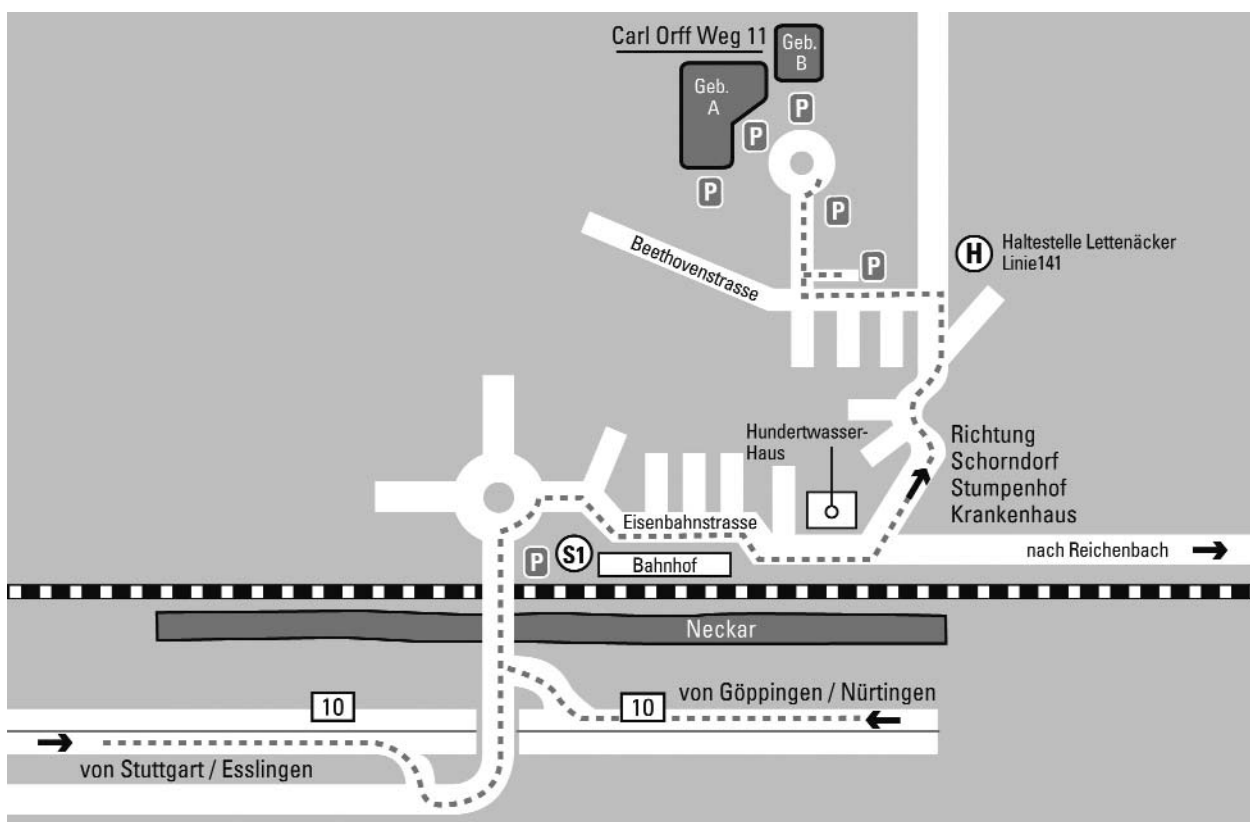 Carl Orff Weg 11
Geb.
B
Geb.
A
P
P
P
P
P
Beethovenstrasse
H
Haltestelle Lettenäcker
Linie141
Hundertwasser-
Haus
Richtung
Schorndorf
Stumpenhof
Krankenhaus
Eisenbahnstrasse
P
S1
Bahnhof
nach Reichenbach
Neckar
10
10
von Göppingen / Nürtingen
von Stuttgart / Esslingen